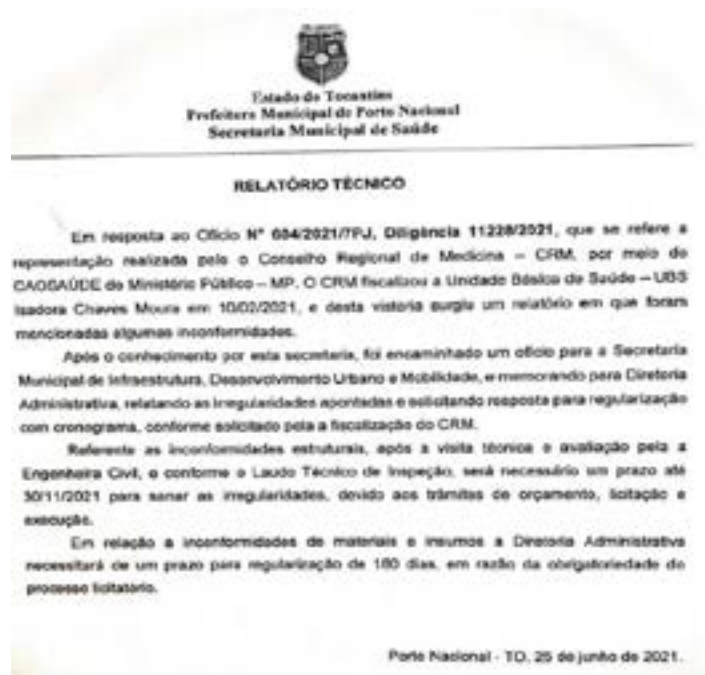 Estado do Tocantins
Prefeitura Municipal de Porto Nacional
Secretaria Municipal de Saúde
RELATÓRIO TÉCNICO
Em resposta ao Ofício N° 604/2021/7PJ, Diligência 11228/2021, que se refere a
representação realizada pelo o Conselho Regional de Medicina – CRM, por meio do
CAOSAÚDE do Ministério Público – MP. O CRM fiscalizou a Unidade Básica de Saúde – UBS
Isadora Chaves Moura em 10/02/2021, e desta vistoria surgiu um relatório em que foram
mencionadas algumas inconformidades.
Após o conhecimento por esta secretaria, foi encaminhado um ofício para a Secretaria
Municipal de Infraestrutura, Desenvolvimento Urbano e Mobilidade, e memorando para Diretoria
Administrativa, relatando as irregularidades apontadas e solicitando resposta para regularização
com cronograma, conforme solicitado pela a fiscalização do CRM.
Referente as inconformidades estruturais, após a visita técnica e avaliação pela a
Engenheira Civil, e conforme o Laudo Técnico de Inspeção, será necessário um prazo até
30/11/2021 para sanar as irregularidades, devido aos trâmites de orçamento, licitação e
execução.
Em relação a inconformidades de materiais e insumos a Diretoria Administrativa
necessitará de um prazo para regularização de 180 dias, em razão da obrigatoriedade do
processo licitatório.
Porto Nacional - TO, 25 de junho de 2021.